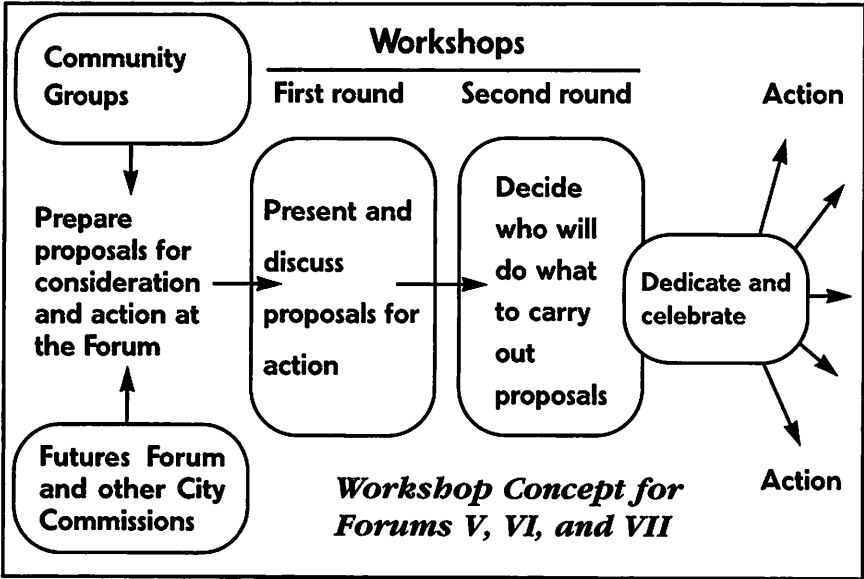 Community
Groups
Workshops
First round
Second round
Action
Prepare
proposals for
consideration
and action at
the Forum
Present and
discuss
proposals for
action
Decide
who will
do what
to carry
out
proposals
Dedicate and
celebrate
Futures Forum
and other City
Commissions
Action
Workshop Concept for
Forums V, VI, and VII